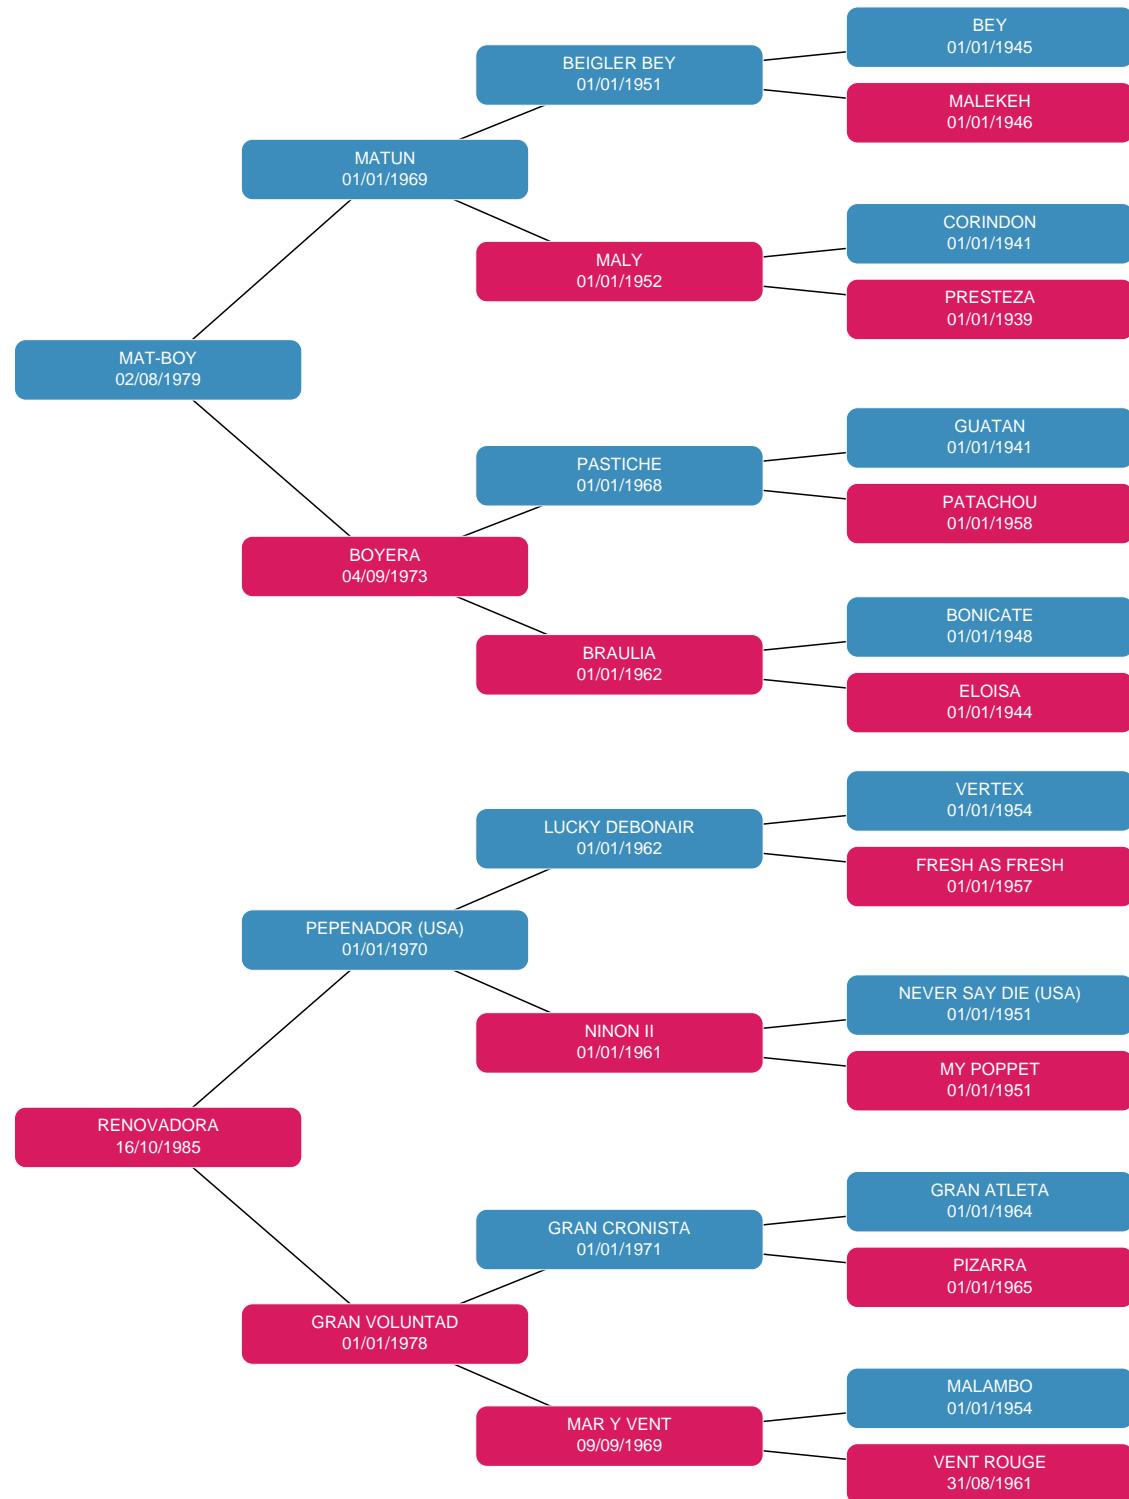 BEY
01/01/1945
BEIGLER BEY
01/01/1951
MALEKEH
01/01/1946
MATUN
01/01/1969
CORINDON
01/01/1941
MALY
01/01/1952
PRESTEZA
01/01/1939
MAT-BOY
02/08/1979
GUATAN
01/01/1941
PASTICHE
01/01/1968
PATACHOU
01/01/1958
BOYERA
04/09/1973
BONICATE
01/01/1948
BRAULIA
01/01/1962
ELOISA
01/01/1944
VERTEX
01/01/1954
LUCKY DEBONAIR
01/01/1962
FRESH AS FRESH
01/01/1957
PEPENADOR (USA)
01/01/1970
NEVER SAY DIE (USA)
01/01/1951
NINON II
01/01/1961
MY POPPET
01/01/1951
RENOVADORA
16/10/1985
GRAN ATLETA
01/01/1964
GRAN CRONISTA
01/01/1971
PIZARRA
01/01/1965
GRAN VOLUNTAD
01/01/1978
MALAMBO
01/01/1954
MAR Y VENT
09/09/1969
VENT ROUGE
31/08/1961